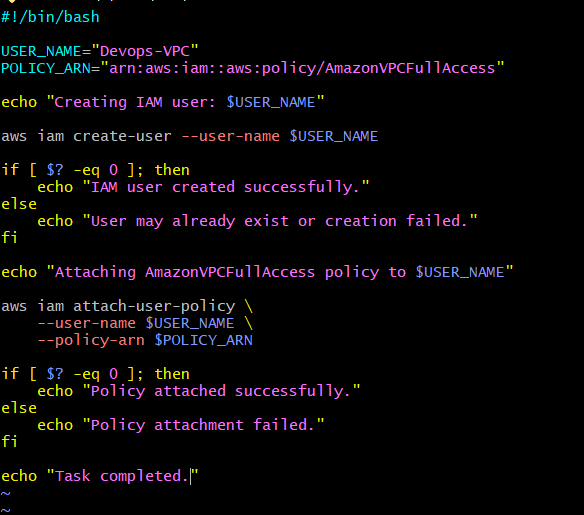 #!/bin/bash
USER_NAME="Devops-VPC"
POLICY_ARN="arn:aws:iam::aws:policy/AmazonVPCFullAccess"
echo "Creating IAM user: $USER_NAME"
aws iam create-user --user-name $USER_NAME
if [ $? -eq 0 ]; then
    echo "IAM user created successfully."
else
    echo "User may already exist or creation failed."
fi
echo "Attaching AmazonVPCFullAccess policy to $USER_NAME"
aws iam attach-user-policy \
    --user-name $USER_NAME \
    --policy-arn $POLICY_ARN
if [ $? -eq 0 ]; then
    echo "Policy attached successfully."
else
    echo "Policy attachment failed."
fi
echo "Task completed."
~
~